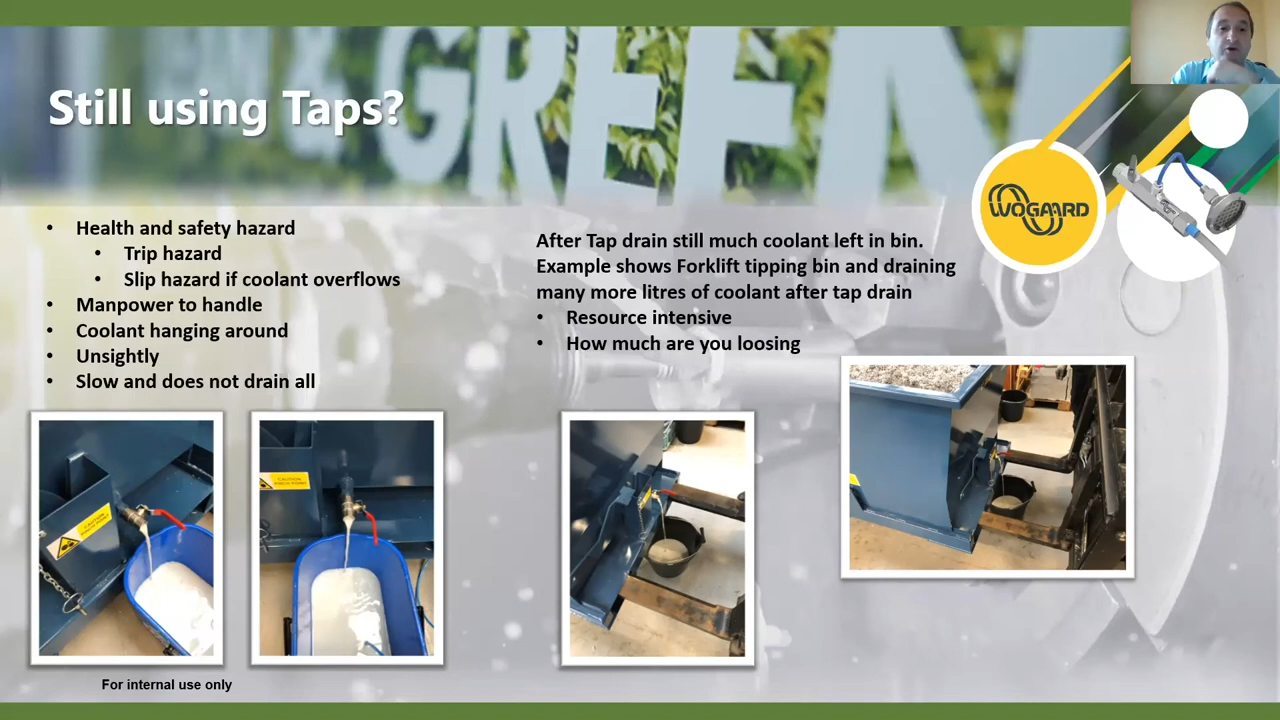 Still using Taps?
GREEN
WOGAARD
• Health and safety hazard
• Trip hazard
• Slip hazard if coolant overflows
• Manpower to handle
• Coolant hanging around
• Unsightly
• Slow and does not drain all
After Tap drain still much coolant left in bin.
Example shows Forklift tipping bin and draining
many more litres of coolant after tap drain
• Resource intensive
• How much are you loosing
CAUTION
For internal use only